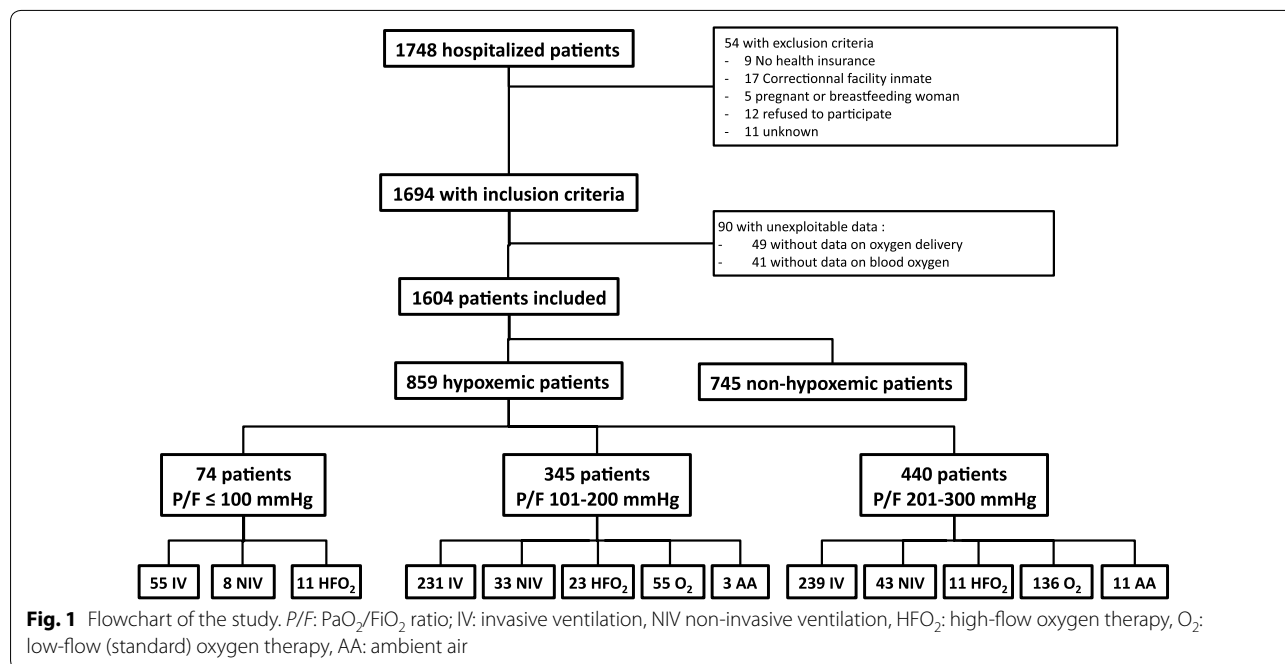 1748 hospitalized patients
54 with exclusion criteria
- 9 No health insurance
- 17 Correctionnal facility inmate
- 5 pregnant or breastfeeding woman
- 12 refused to participate
- 11 unknown
1694 with inclusion criteria
90 with unexploitable data :
- 49 without data on oxygen delivery
- 41 without data on blood oxygen
1604 patients included
859 hypoxemic patients
745 non-hypoxemic patients
74 patients
P/F ≤ 100 mmHg
345 patients
P/F 101-200 mmHg
440 patients
P/F 201-300 mmHg
55 IV
8 NIV
11 HFO₂
231 IV
33 NIV
23 HFO₂
55 O₂
3 AA
239 IV
43 NIV
11 HFO₂
136 O₂
11 AA
Fig. 1 Flowchart of the study. P/F: PaO₂/FiO₂ ratio; IV: invasive ventilation, NIV non-invasive ventilation, HFO₂: high-flow oxygen therapy, O₂:
low-flow (standard) oxygen therapy, AA: ambient air